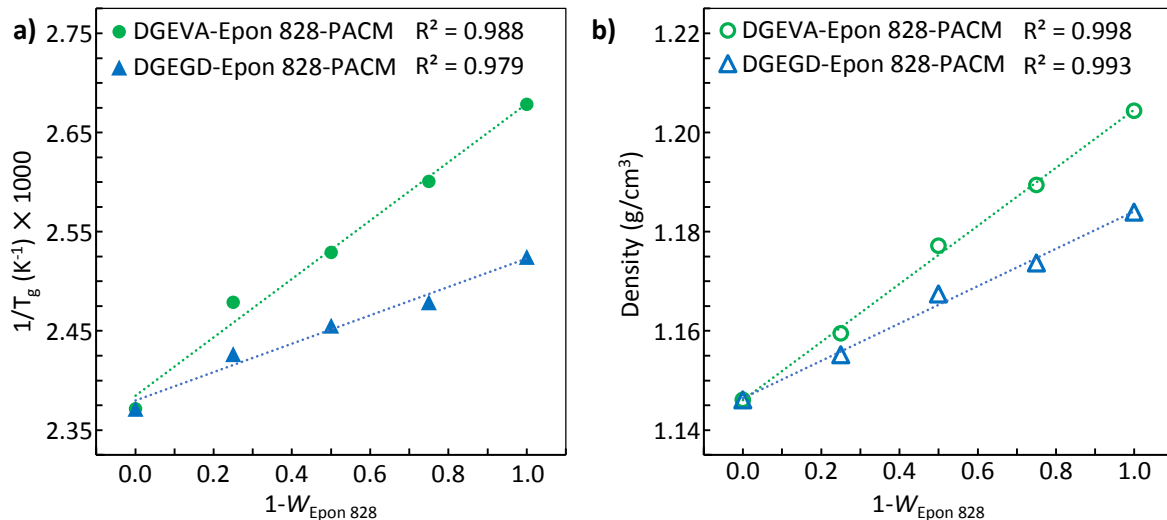 a)
DGEVA-Epon 828-PACM R² = 0.988
DGEGD-Epon 828-PACM R² = 0.979
2.75
2.65
2.55
2.45
2.35
1/Tg (K⁻¹) × 1000
0.0 0.2 0.4 0.6 0.8 1.0
1-WEpon 828
b)
DGEVA-Epon 828-PACM R² = 0.998
DGEGD-Epon 828-PACM R² = 0.993
1.22
1.20
1.18
1.16
1.14
Density (g/cm³)
0.0 0.2 0.4 0.6 0.8 1.0
1-WEpon 828